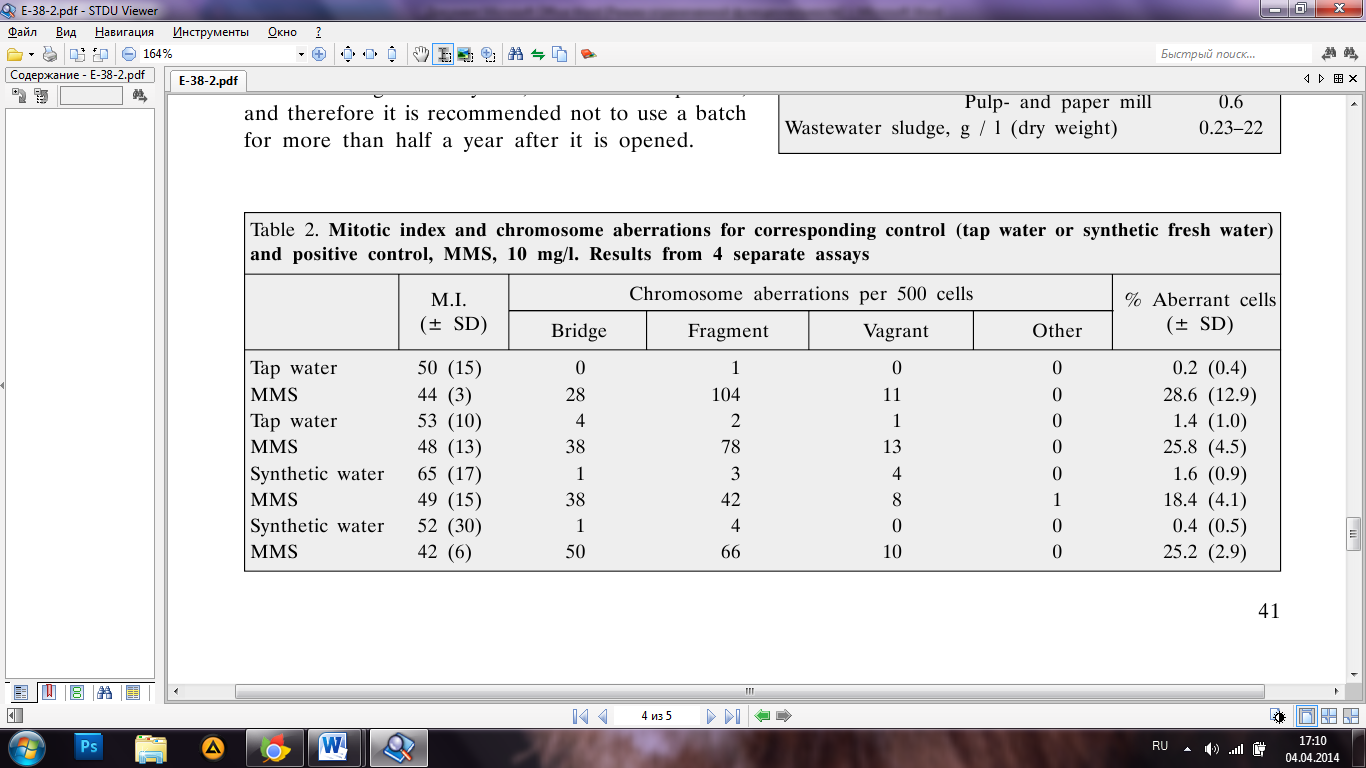 E-38-2.pdf - STDU Viewer
Файл Вид Навигация Инструменты Окно ?
164%
Быстрый поиск...
Содержание - E-38-2.pdf
E-38-2.pdf
and therefore it is recommended not to use a batch
for more than half a year after it is opened.
Pulp- and paper mill 0.6
Wastewater sludge, g / l (dry weight) 0.23–22
Table 2. Mitotic index and chromosome aberrations for corresponding control (tap water or synthetic fresh water)
and positive control, MMS, 10 mg/l. Results from 4 separate assays
M.I.
(± SD)
Chromosome aberrations per 500 cells
% Aberrant cells
(± SD)
Bridge Fragment Vagrant Other
Tap water 50 (15) 0 1 0 0 0.2 (0.4)
MMS 44 (3) 28 104 11 0 28.6 (12.9)
Tap water 53 (10) 4 2 1 0 1.4 (1.0)
MMS 48 (13) 38 78 13 0 25.8 (4.5)
Synthetic water 65 (17) 1 3 4 0 1.6 (0.9)
MMS 49 (15) 38 42 8 1 18.4 (4.1)
Synthetic water 52 (30) 1 4 0 0 0.4 (0.5)
MMS 42 (6) 50 66 10 0 25.2 (2.9)
41
4 из 5
Ps
W
RU
17:10
04.04.2014